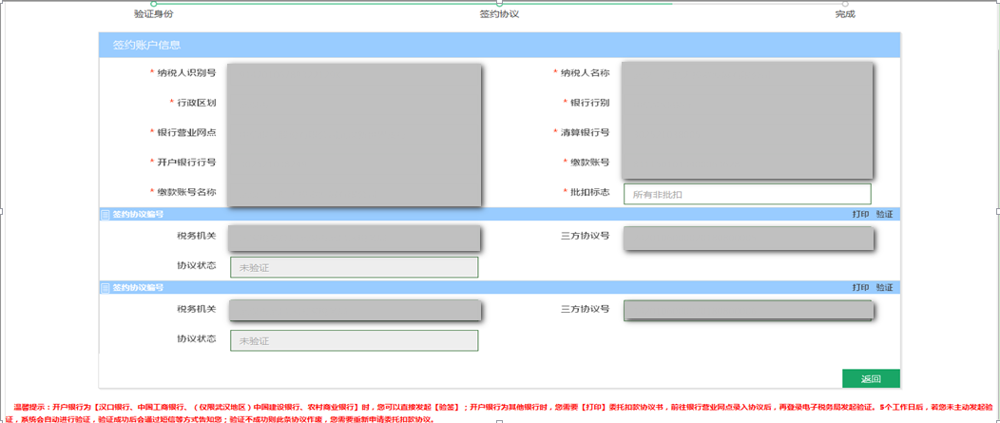 验证身份 签约协议 完成
签约账户信息
* 纳税人识别号 * 纳税人名称
* 行政区划 * 银行行别
* 银行营业网点 * 清算银行号
* 开户银行行号 * 缴款账号
* 缴款账号名称 * 批扣标志 所有非批扣
签约协议编号 打印 验证
税务机关 三方协议号
协议状态 未验证
签约协议编号 打印 验证
税务机关 三方协议号
协议状态 未验证
返回
温馨提示：开户银行为【汉口银行、中国工商银行、（仅限武汉地区）中国建设银行、农村商业银行】时，您可以直接发起【验签】；开户银行为其他银行时，您需要【打印】委托扣款协议书，前往银行营业网点录入协议后，再登录电子税务局发起验证。5个工作日后，若您未主动发起验
证，系统会自动进行验证，验证成功后会通过短信等方式告知您；验证不成功则此条协议作废，您需要重新申请委托扣款协议。